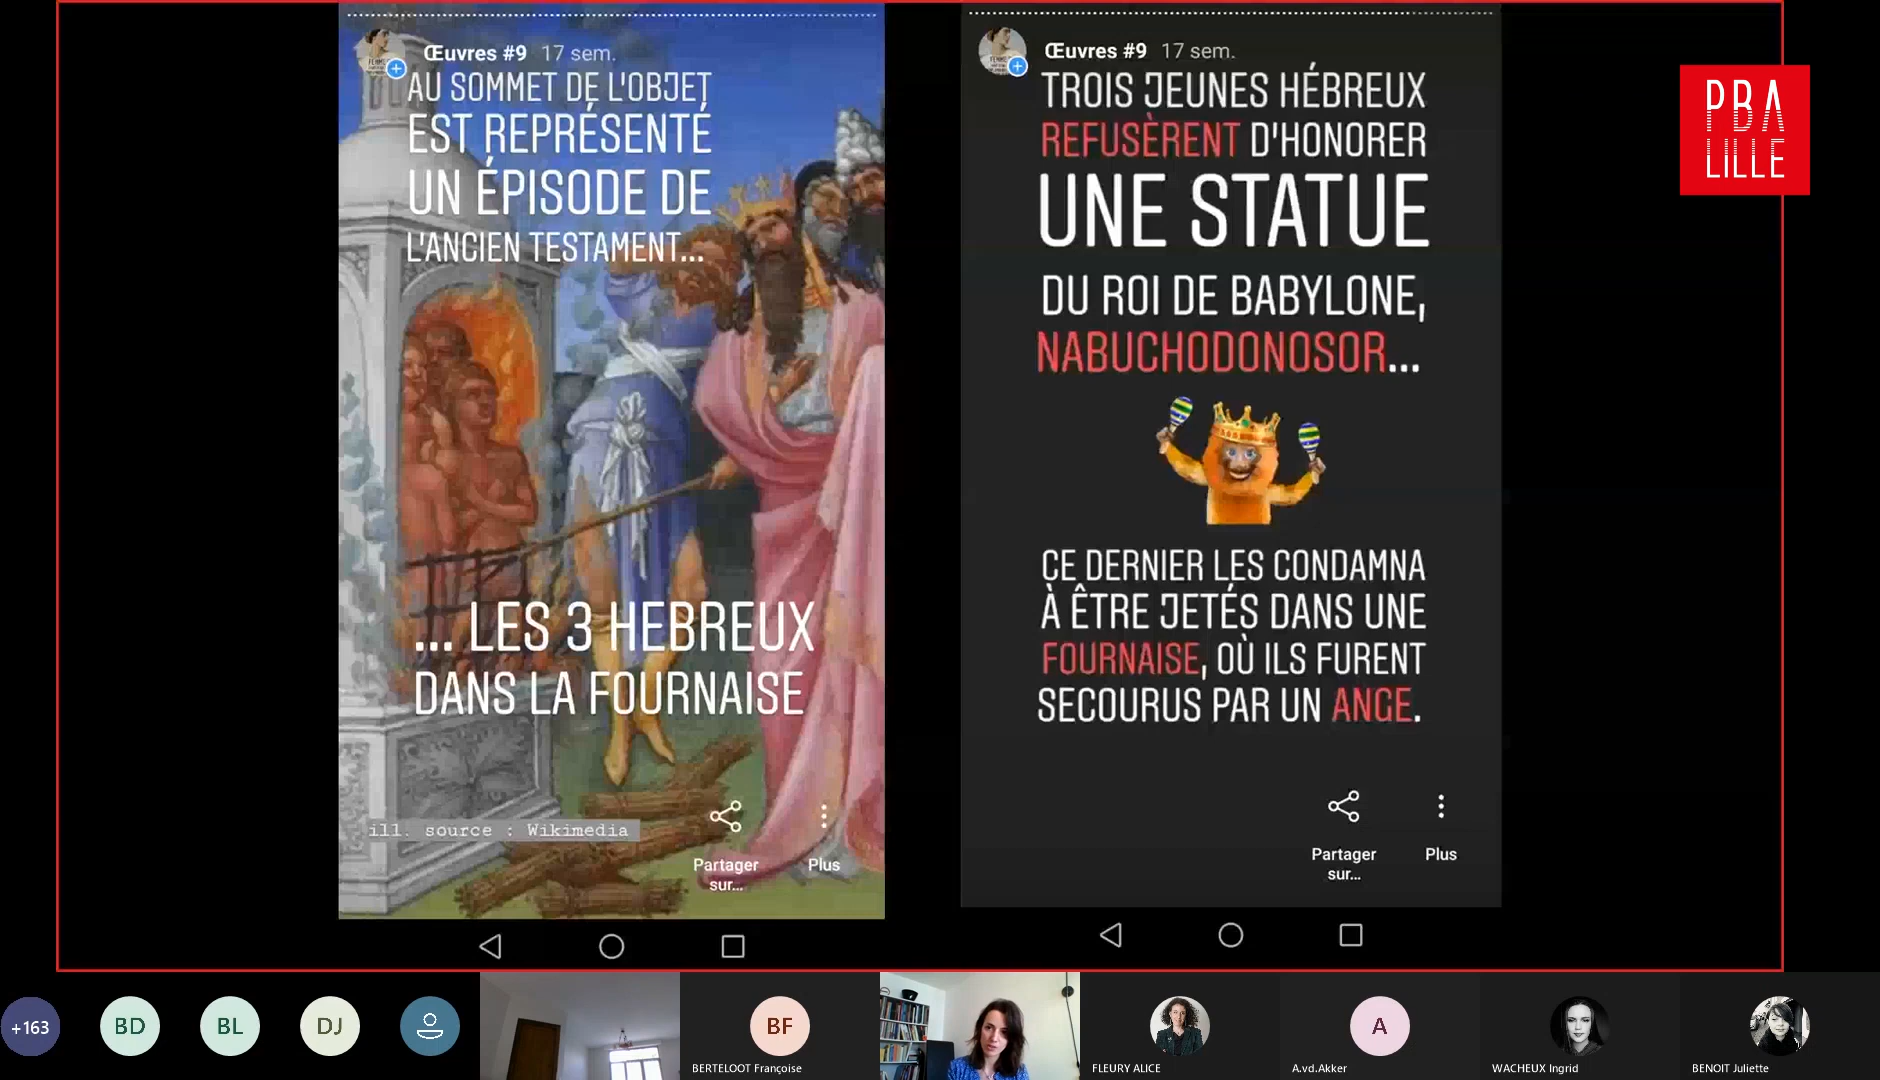 Œuvres #9 17 sem.
AU SOMMET DE L'OBJET
EST REPRÉSENTÉ
UN ÉPISODE DE
L'ANCIEN TESTAMENT...
... LES 3 HEBREUX
DANS LA FOURNAISE
ill. source : Wikimedia
Partager
sur...
Plus
Œuvres #9 17 sem.
TROIS JEUNES HÉBREUX
REFUSÈRENT D'HONORER
UNE STATUE
DU ROI DE BABYLONE,
NABUCHODONOSOR...
CE DERNIER LES CONDAMNA
À ÊTRE JETÉS DANS UNE
FOURNAISE, OÙ ILS FURENT
SECOURUS PAR UN ANGE.
Partager
sur...
Plus
PBA
LILLE
+163
BD
BL
DJ
BF
BERTELOOT Françoise
FLEURY ALICE
A
A.vd.Akker
WACHEUX Ingrid
BENOIT Juliette